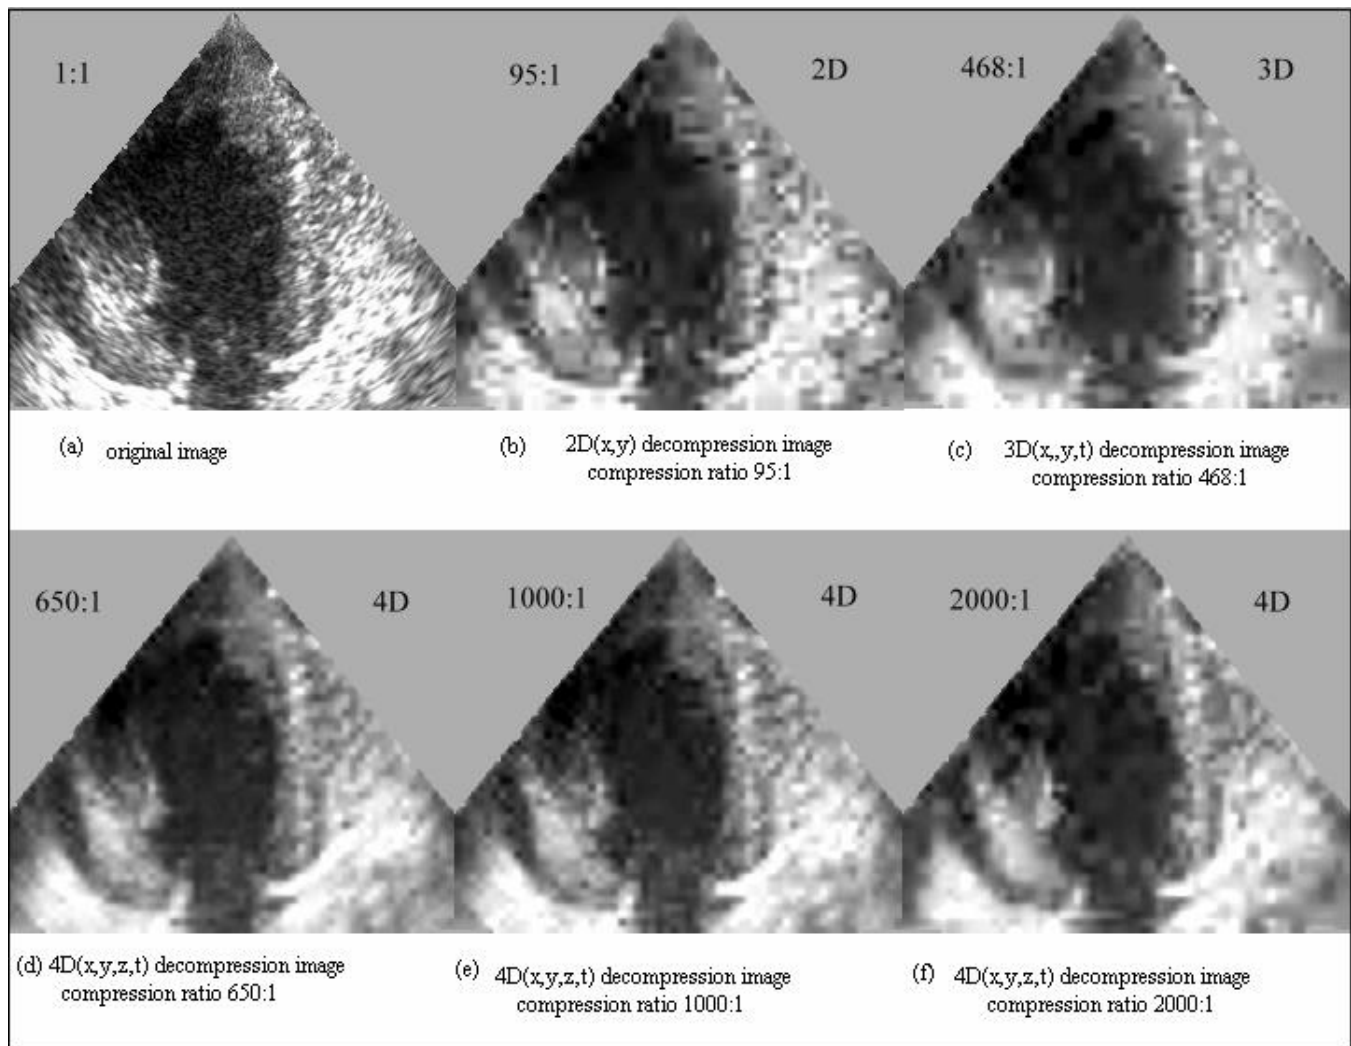 1:1
95:1 2D
468:1 3D
(a) original image
(b) 2D(x,y) decompression image
compression ratio 95:1
(c) 3D(x,,y,t) decompression image
compression ratio 468:1
650:1 4D
1000:1 4D
2000:1 4D
(d) 4D(x,y,z,t) decompression image
compression ratio 650:1
(e) 4D(x,y,z,t) decompression image
compression ratio 1000:1
(f) 4D(x,y,z,t) decompression image
compression ratio 2000:1